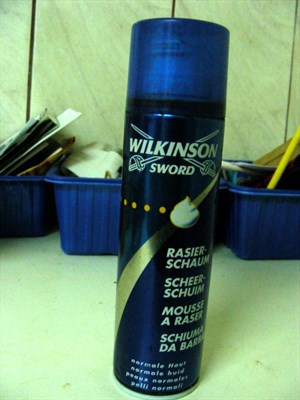 WILKINSON
SWORD
RASIER-
SCHAUM
SCHEER-
SCHUIM
MOUSSE
A RASER
SCHIUMA
DA BARBA
normale Haut
normale huid
peaux normales
pelli normali